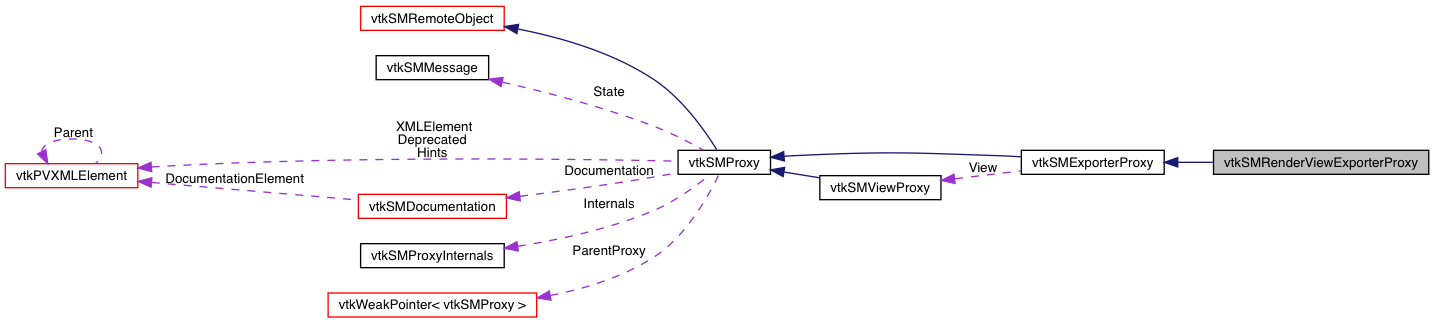 vtkSMRemoteObject
vtkSMMessage
State
XMLElement
Deprecated
Hints
Parent
vtkPVXMLElement
DocumentationElement
Documentation
vtkSMDocumentation
vtkSMProxy
vtkSMExporterProxy
vtkSMRenderViewExporterProxy
View
vtkSMViewProxy
Internals
vtkSMProxyInternals
ParentProxy
vtkWeakPointer< vtkSMProxy >